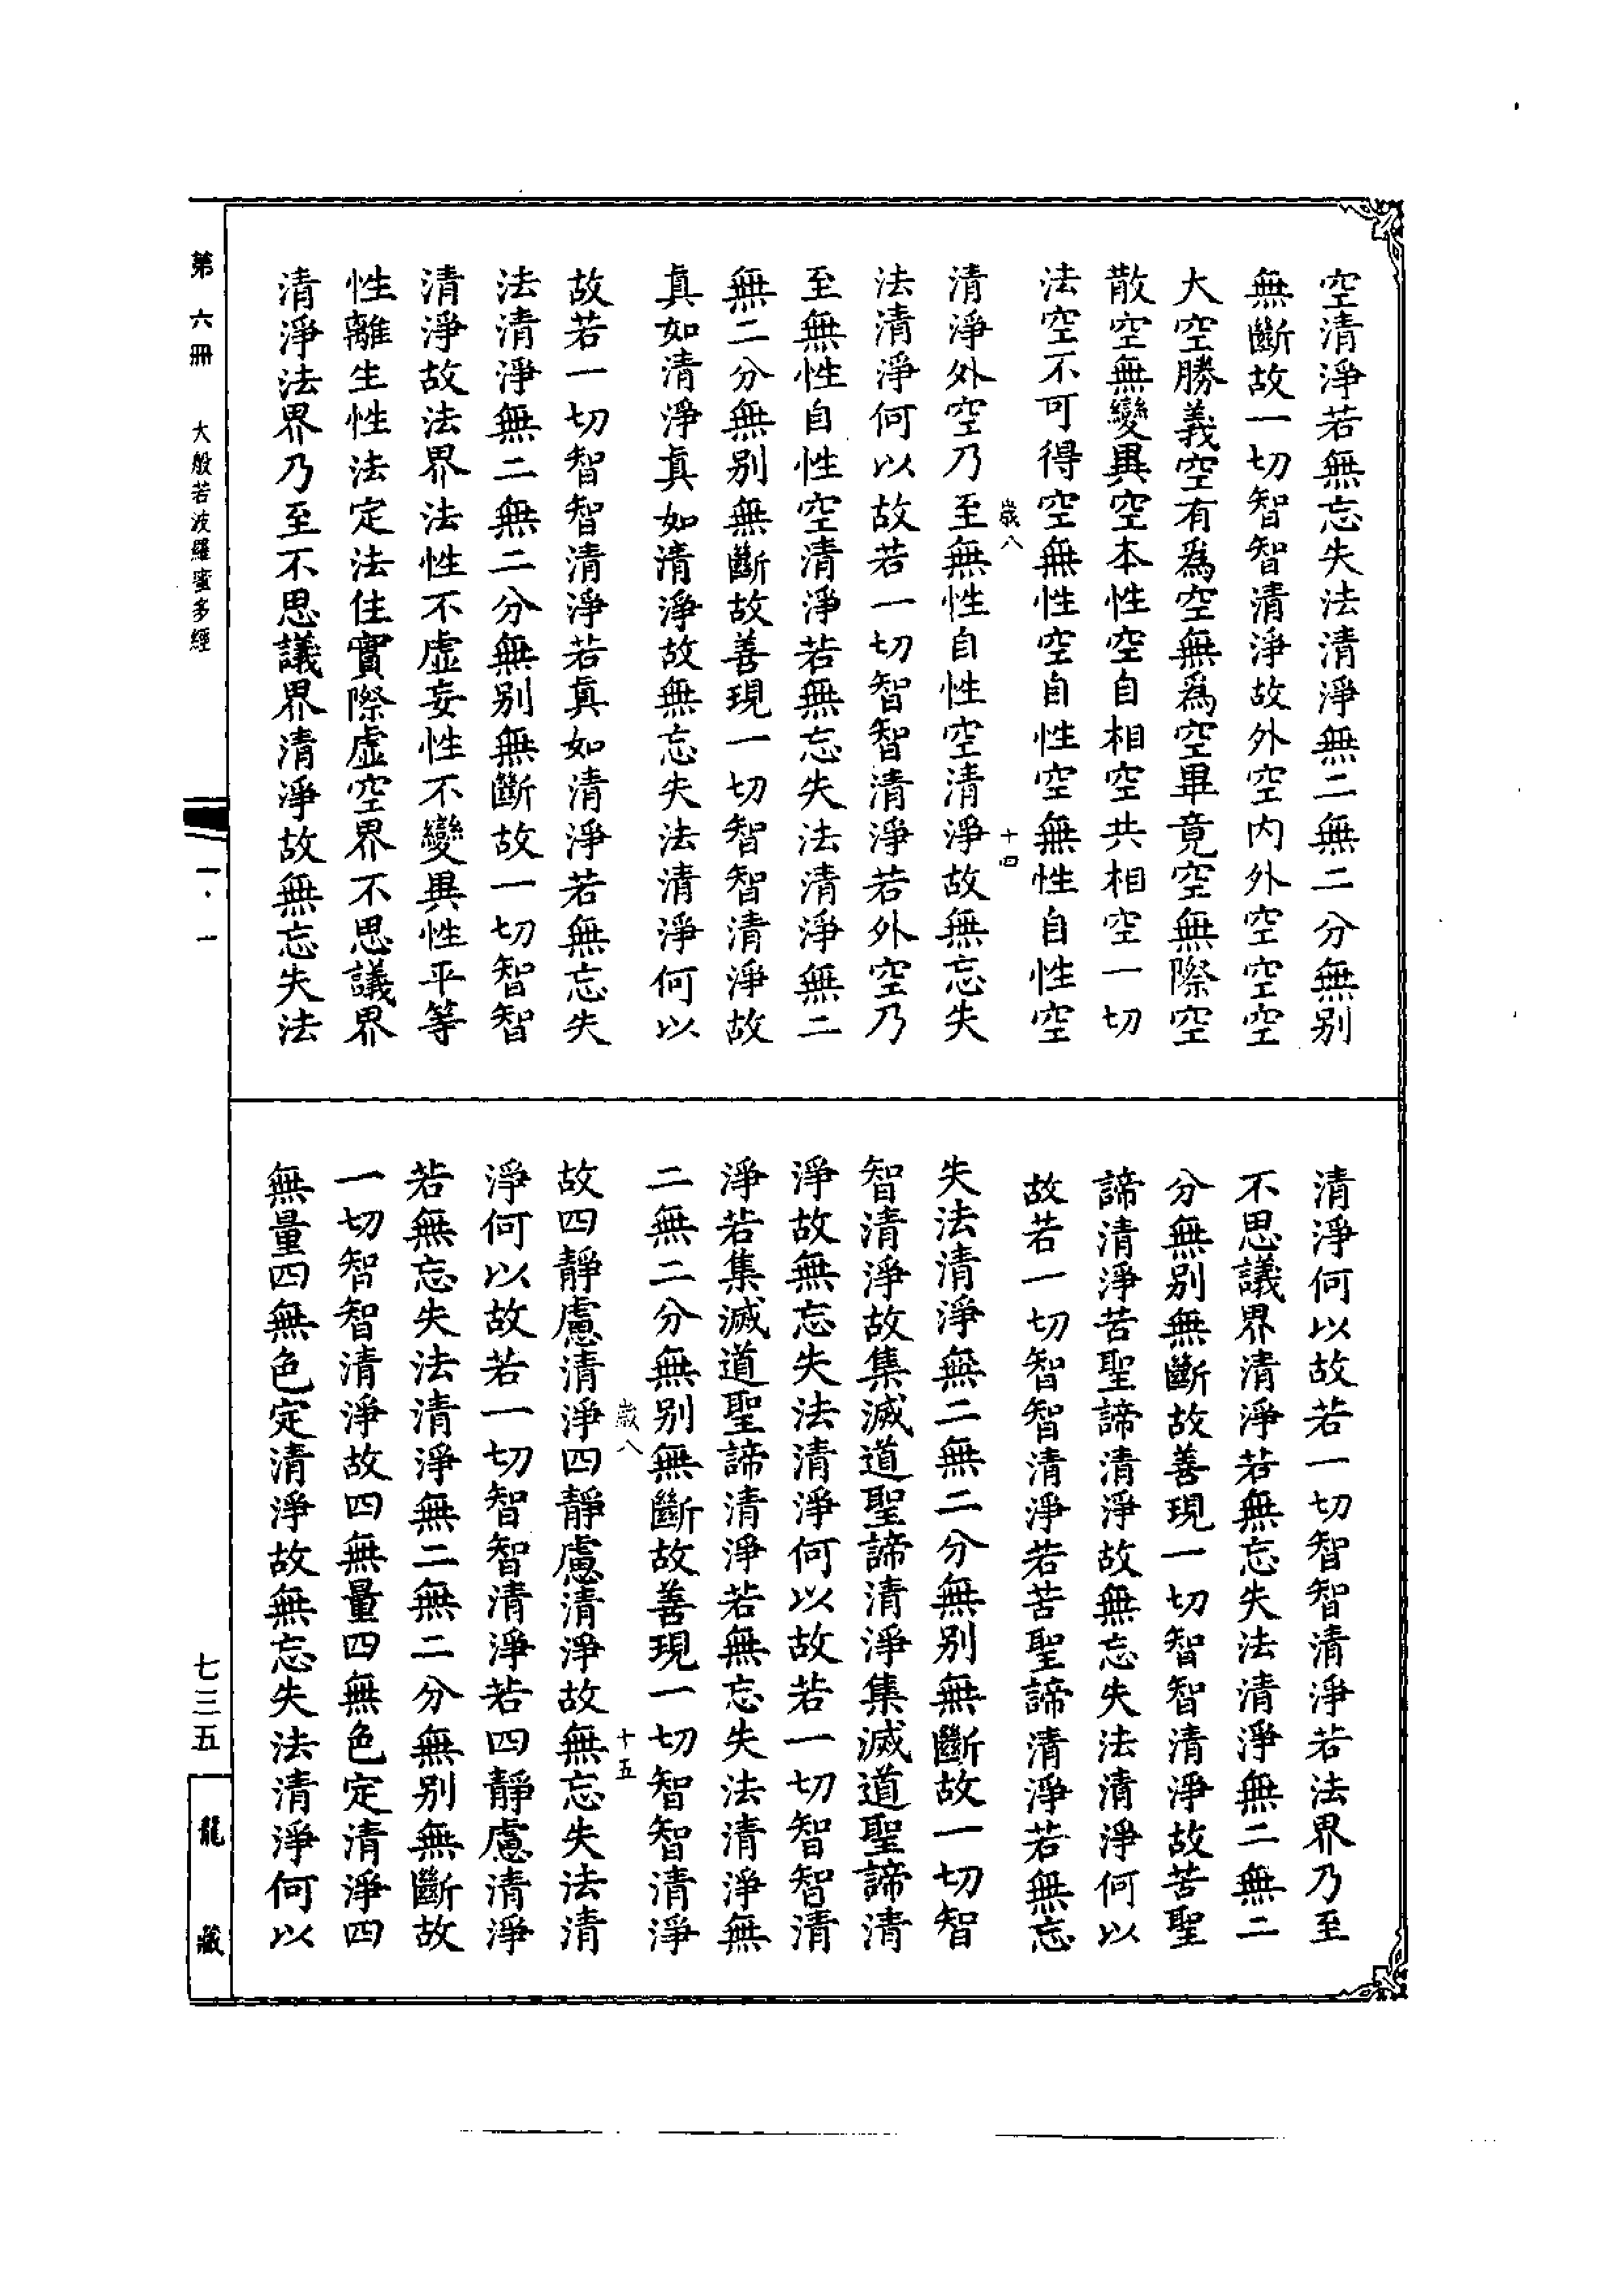 空清淨若無忘失法清淨無二無二分無別
無斷故一切智智清淨故外空內外空空空
大空勝義空有為空無為空畢竟空無際空
散空無變異空本性空自相空共相空一切
法空不可得空無性空自性空無性自性空
歲八 十四
清淨外空乃至無性自性空清淨故無忘失
法清淨何以故若一切智智清淨若外空乃
至無性自性空清淨若無忘失法清淨無二
無二分無別無斷故善現一切智智清淨故
真如清淨真如清淨故無忘失法清淨何以
故若一切智智清淨若真如清淨若無忘失
法清淨無二無二分無別無斷故一切智智
清淨故法界法性不虛妄性不變異性平等
性離生性法定法住實際虛空界不思議界
清淨法界乃至不思議界清淨故無忘失法
清淨何以故若一切智智清淨若法界乃至
不思議界清淨若無忘失法清淨無二無二
分無別無斷故善現一切智智清淨故苦聖
諦清淨苦聖諦清淨故無忘失法清淨何以
故若一切智智清淨若苦聖諦清淨若無忘
失法清淨無二無二分無別無斷故一切智
智清淨故集滅道聖諦清淨集滅道聖諦清
淨故無忘失法清淨何以故若一切智智清
淨若集滅道聖諦清淨若無忘失法清淨無
二無二分無別無斷故善現一切智智清淨
歲八 十五
故四靜慮清淨四靜慮清淨故無忘失法清
淨何以故若一切智智清淨若四靜慮清淨
若無忘失法清淨無二無二分無別無斷故
一切智智清淨故四無量四無色定清淨四
無量四無色定清淨故無忘失法清淨何以
第六冊 大般若波羅蜜多經 一·一 七三五 龍藏